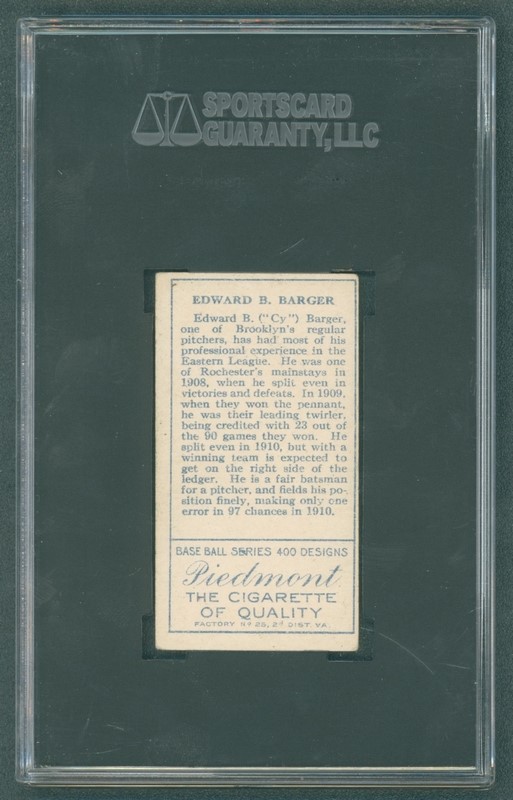 SPORTSCARD
GUARANTY, LLC
EDWARD B. BARGER
Edward B. ("Cy") Barger,
one of Brooklyn's regular
pitchers, has had most of his
professional experience in the
Eastern League. He was one
of Rochester's mainstays in
1908, when he split even in
victories and defeats. In 1909,
when they won the pennant,
he was their leading twirler,
being credited with 23 out of
the 90 games they won. He
split even in 1910, but with a
winning team is expected to
get on the right side of the
ledger. He is a fair batsman
for a pitcher, and fields his po-
sition finely, making only one
error in 97 chances in 1910.
BASE BALL SERIES 400 DESIGNS
Piedmont
THE CIGARETTE
OF QUALITY
FACTORY Nº 25, 2ᵈ DIST. VA.